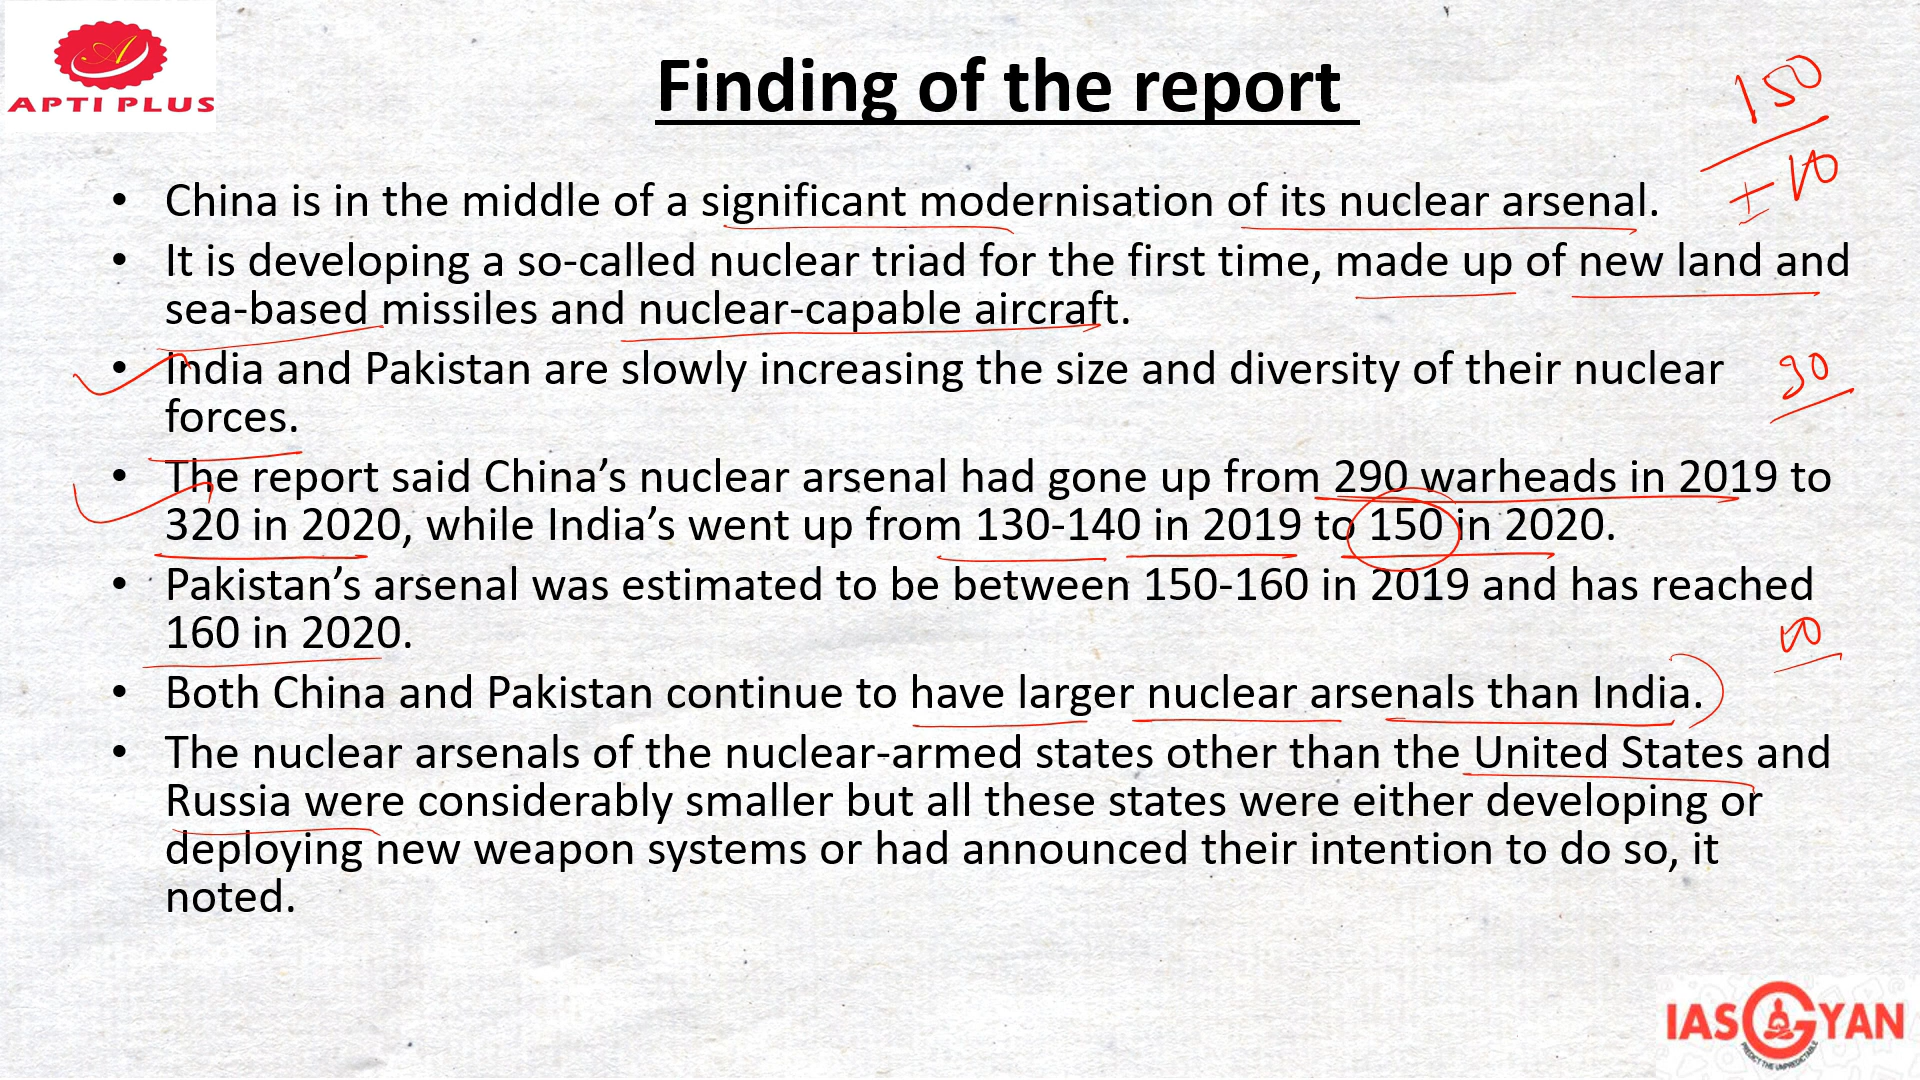 APTI PLUS
Finding of the report
150
± 10
• China is in the middle of a significant modernisation of its nuclear arsenal.
• It is developing a so-called nuclear triad for the first time, made up of new land and
sea-based missiles and nuclear-capable aircraft.
• India and Pakistan are slowly increasing the size and diversity of their nuclear
forces.
30
• The report said China’s nuclear arsenal had gone up from 290 warheads in 2019 to
320 in 2020, while India’s went up from 130-140 in 2019 to 150 in 2020.
• Pakistan’s arsenal was estimated to be between 150-160 in 2019 and has reached
160 in 2020.
10
• Both China and Pakistan continue to have larger nuclear arsenals than India.
• The nuclear arsenals of the nuclear-armed states other than the United States and
Russia were considerably smaller but all these states were either developing or
deploying new weapon systems or had announced their intention to do so, it
noted.
IAS GYAN
PREDICT THE UNPREDICTABLE